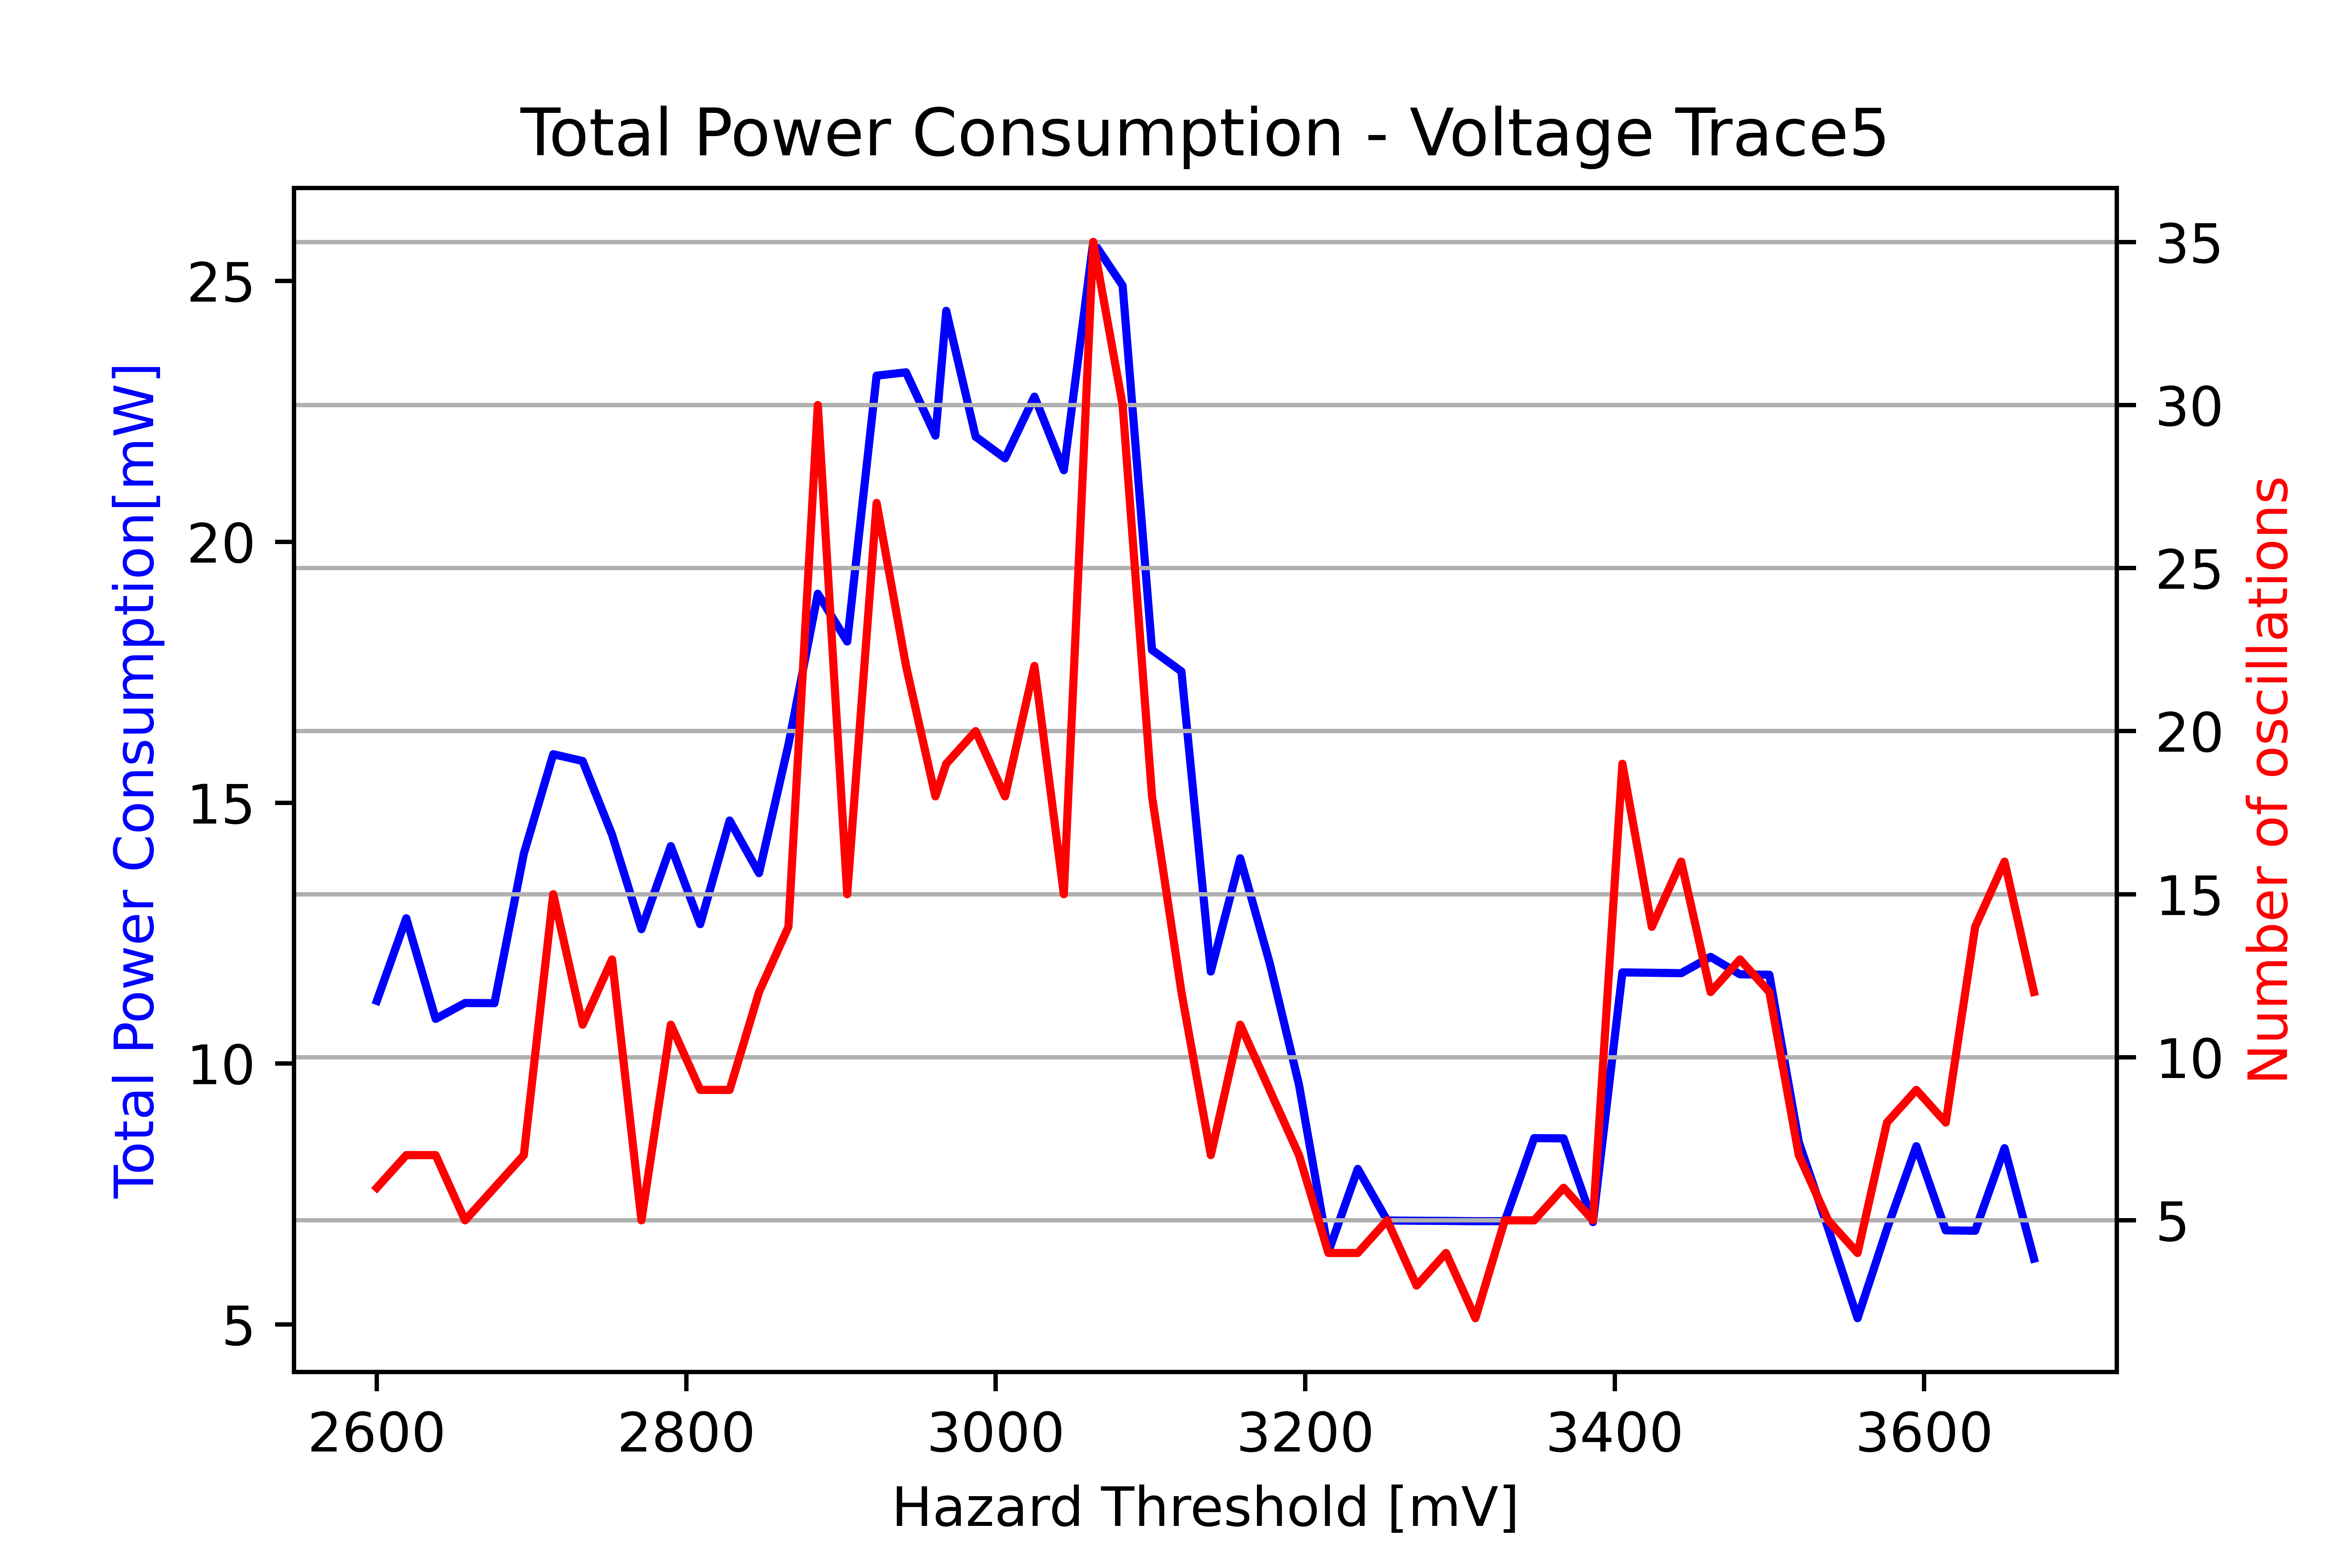 Total Power Consumption - Voltage Trace5
Total Power Consumption[mW]
25
20
15
10
5
35
30
25
20
15
10
5
Number of oscillations
2600 2800 3000 3200 3400 3600
Hazard Threshold [mV]